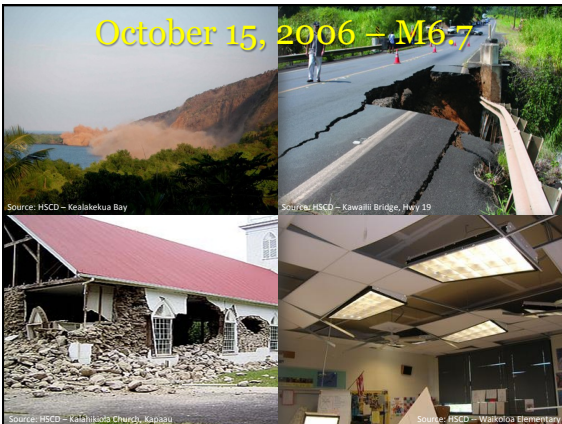 October 15, 2006 – M6.7
Source: HSCD – Kealakekua Bay
Source: HSCD – Kawailii Bridge, Hwy 19
Source: HSCD – Kalahikiola Church, Kapaau
Source: HSCD – Waikoloa Elementary